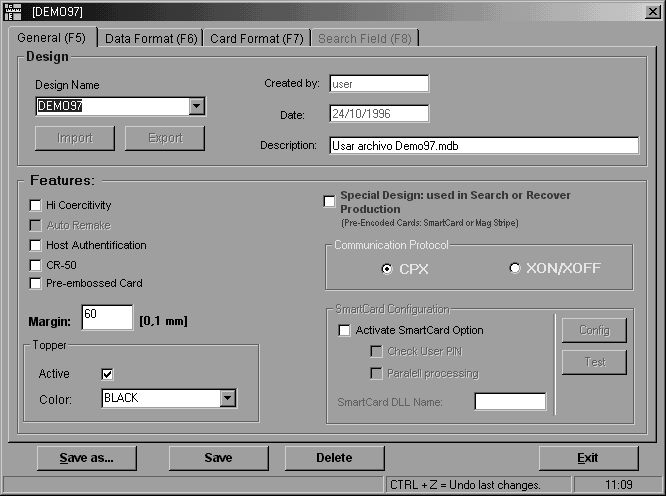 [DEMO97]
General (F5) Data Format (F6) Card Format (F7) Search Field (F8)
Design
Design Name
DEMO97
Import Export
Created by: user
Date: 24/10/1996
Description: Usar archivo Demo97.mdb
Features:
Hi Coercitivity
Auto Remake
Host Authentification
CR-50
Pre-embossed Card
Margin: 60 [0,1 mm]
Topper
Active
Color: BLACK
Special Design: used in Search or Recover
Production
(Pre-Encoded Cards: SmartCard or Mag Stripe)
Communication Protocol
CPX XON/XOFF
SmartCard Configuration
Activate SmartCard Option
Check User PIN
Paralell processing
SmartCard DLL Name:
Config
Test
Save as... Save Delete Exit
CTRL + Z = Undo last changes. 11:09